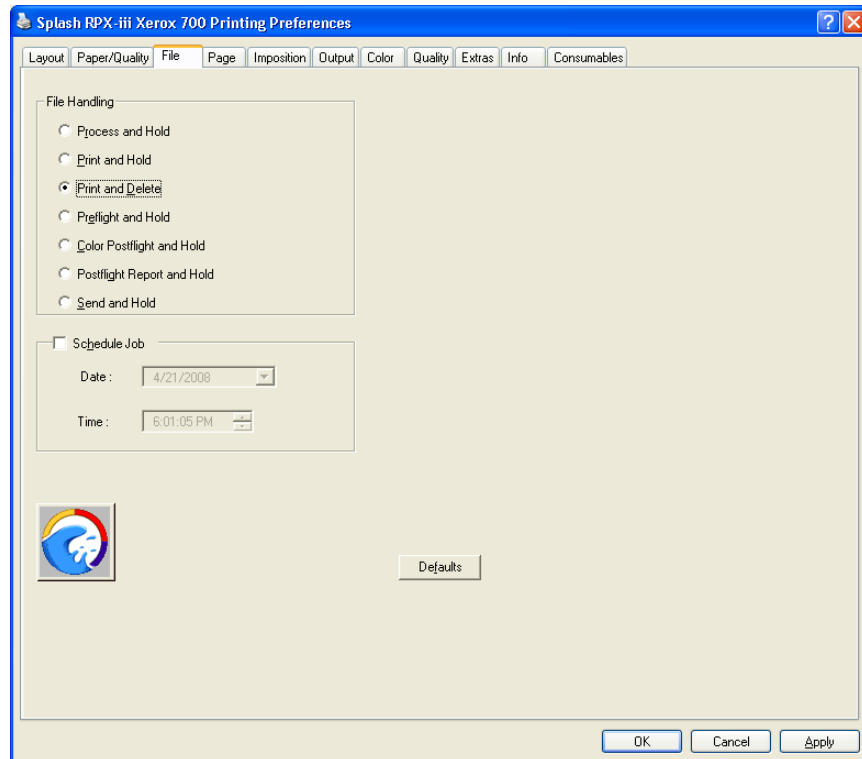 Splash RPX-iii Xerox 700 Printing Preferences
Layout Paper/Quality File Page Imposition Output Color Quality Extras Info Consumables
File Handling
Process and Hold
Print and Hold
Print and Delete
Preflight and Hold
Color Postflight and Hold
Postflight Report and Hold
Send and Hold
Schedule Job
Date : 4/21/2008
Time : 6:01:05 PM
Defaults
OK Cancel Apply